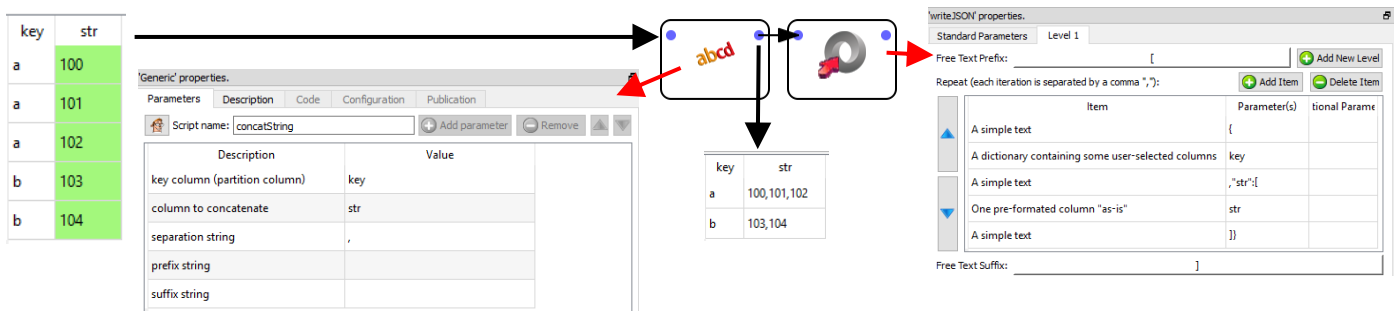 key str
a 100
a 101
a 102
b 103
b 104
'Generic' properties.
Parameters Description Code Configuration Publication
Script name: concatString Add parameter Remove
Description Value
key column (partition column) key
column to concatenate str
separation string ,
prefix string
suffix string
abcd
key str
a 100,101,102
b 103,104
'writeJSON' properties.
Standard Parameters Level 1
Free Text Prefix: [ Add New Level
Repeat (each iteration is separated by a comma ","): Add Item Delete Item
Item Parameter(s) tional Parame
A simple text {
A dictionary containing some user-selected columns key
A simple text ,"str":[
One pre-formated column "as-is" str
A simple text ]}
Free Text Suffix: ]